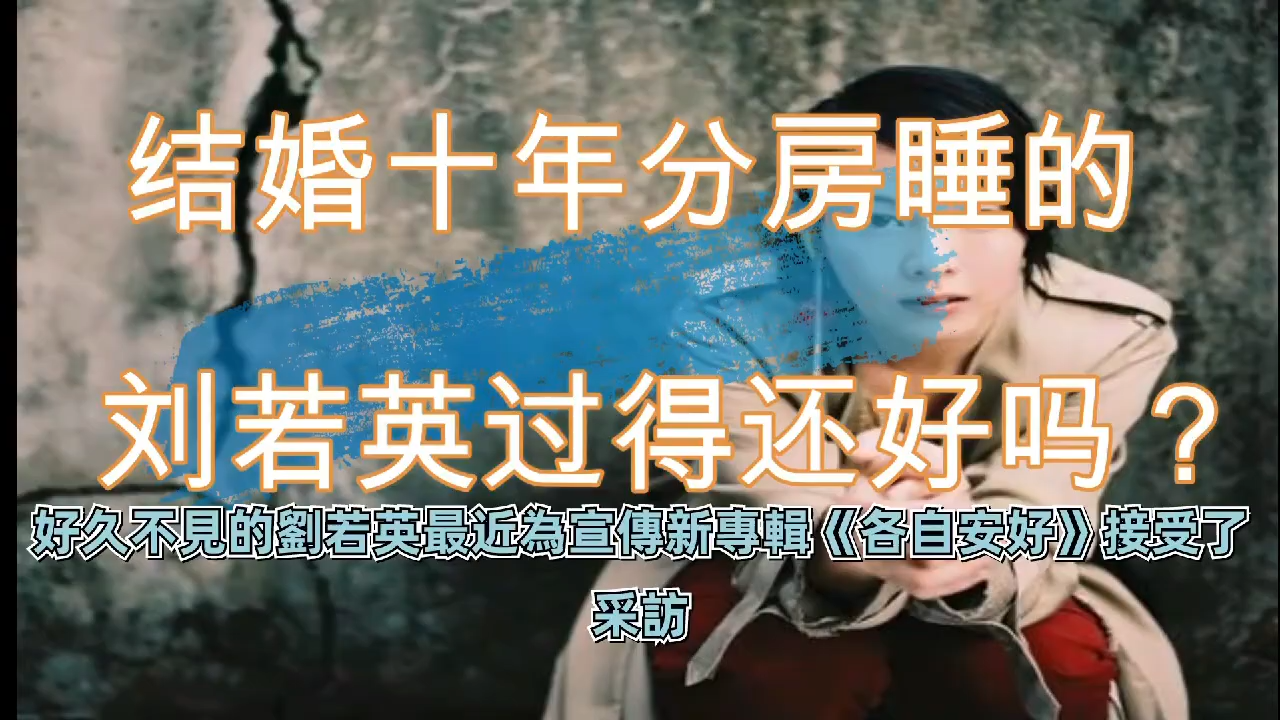 结婚十年分房睡的
刘若英过得还好吗？
好久不見的劉若英最近為宣傳新專輯《各自安好》接受了
采訪